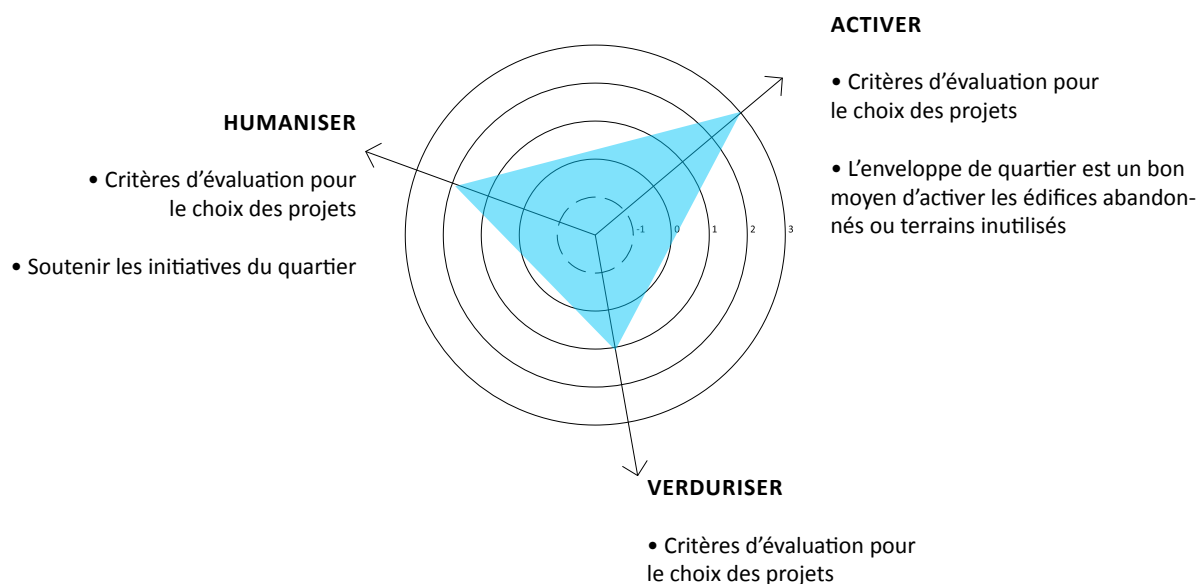 ACTIVER
• Critères d'évaluation pour
le choix des projets
• L'enveloppe de quartier est un bon
moyen d'activer les édifices abandon-
nés ou terrains inutilisés
HUMANISER
• Critères d'évaluation pour
le choix des projets
• Soutenir les initiatives du quartier
-1 0 1 2 3
VERDURISER
• Critères d'évaluation pour
le choix des projets